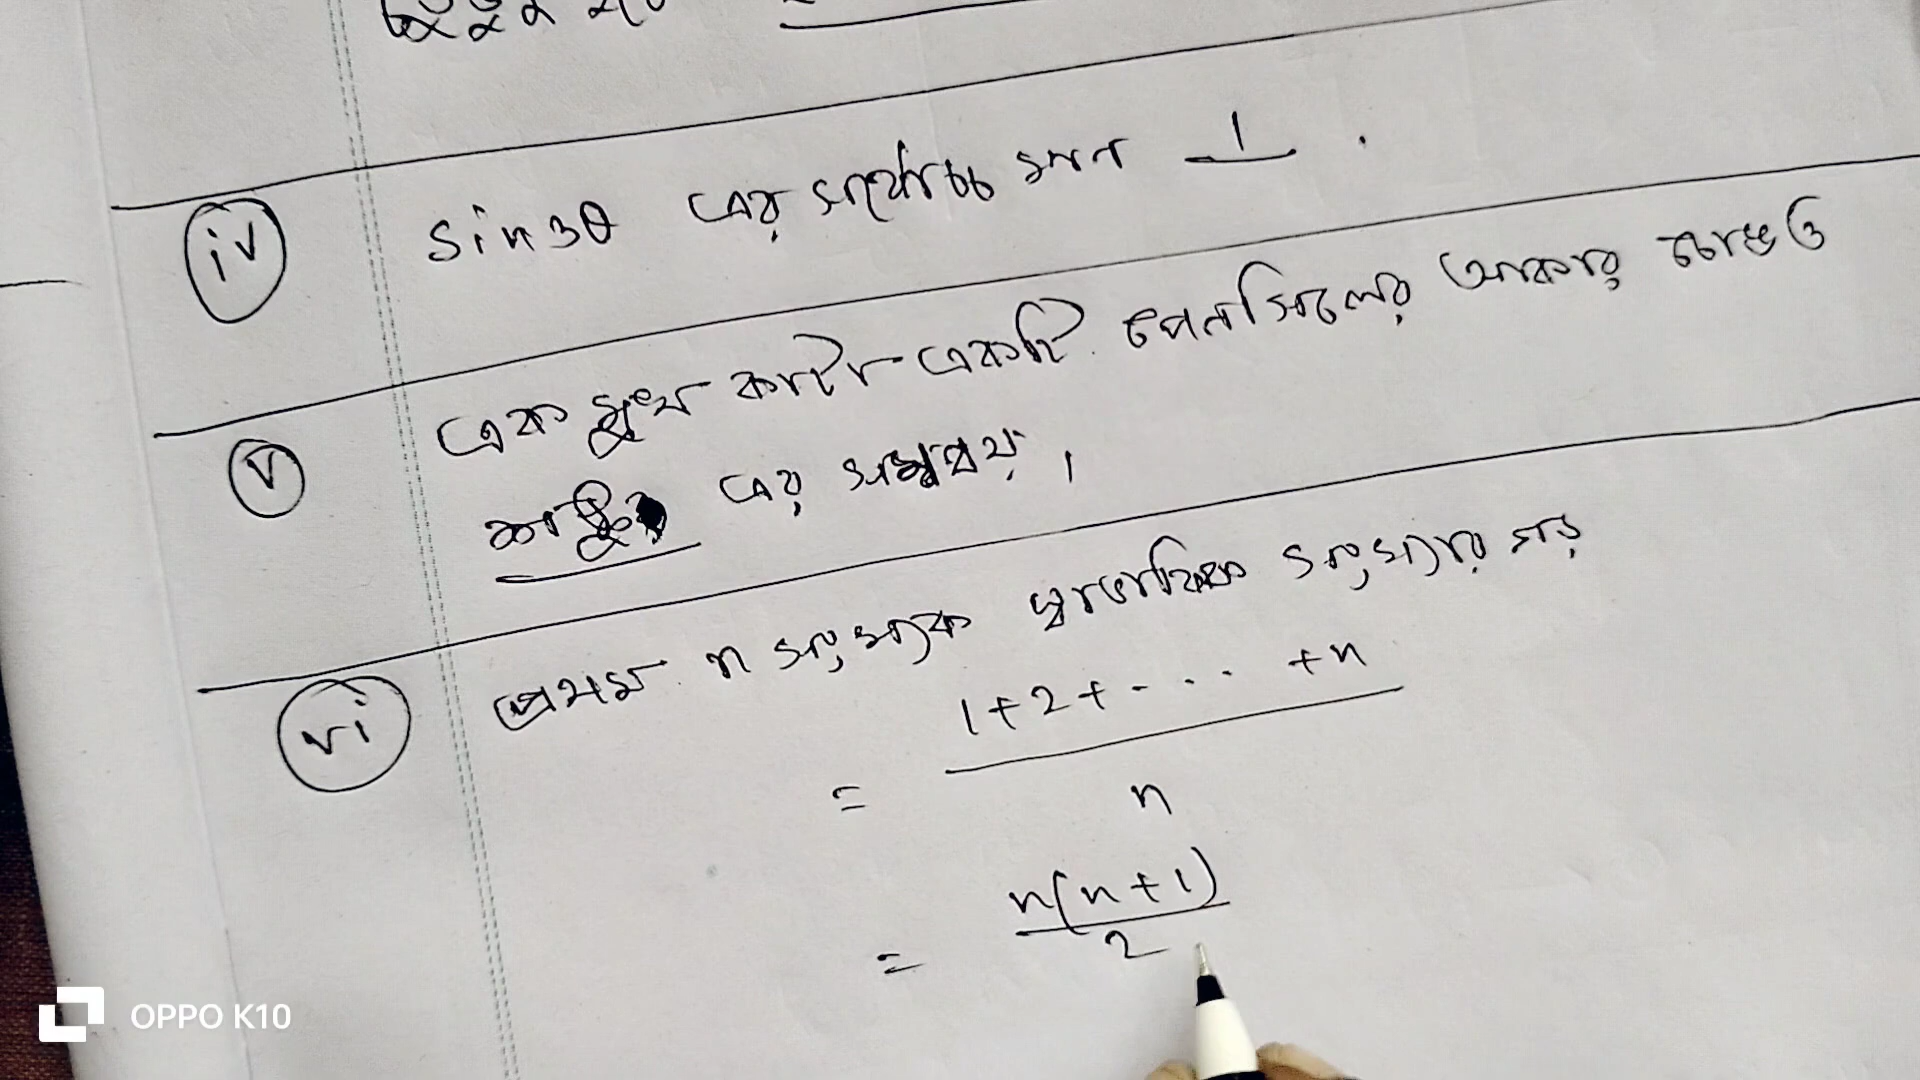 iv sin3θ এর সর্বোচ্চ মান 1 .
v এক মুখ কাটা একটি পেনসিলের আকার চোঙ ও
শঙ্কু এর সমন্বয় ।
vi প্রথম n সংখ্যক স্বাভাবিক সংখ্যার গড়
= 1+2+ - ... +n
n
= n(n+1)
2
OPPO K10